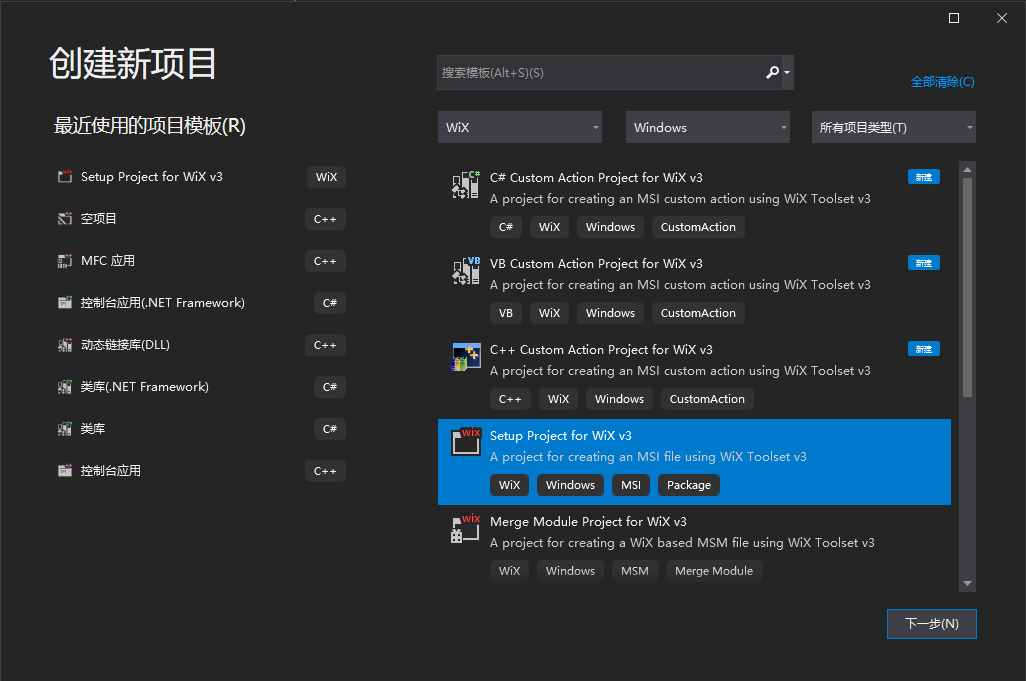 创建新项目
搜索模板(Alt+S)(S)
全部清除(C)
最近使用的项目模板(R)
WiX
Windows
所有项目类型(T)
Setup Project for WiX v3
WiX
空项目
C++
MFC 应用
C++
控制台应用(.NET Framework)
C#
动态链接库(DLL)
C++
类库(.NET Framework)
C#
类库
C#
控制台应用
C++
C# Custom Action Project for WiX v3
新建
A project for creating an MSI custom action using WiX Toolset v3
C# WiX Windows CustomAction
VB Custom Action Project for WiX v3
新建
A project for creating an MSI custom action using WiX Toolset v3
VB WiX Windows CustomAction
C++ Custom Action Project for WiX v3
新建
A project for creating an MSI custom action using WiX Toolset v3
C++ WiX Windows CustomAction
Setup Project for WiX v3
A project for creating an MSI file using WiX Toolset v3
WiX Windows MSI Package
Merge Module Project for WiX v3
A project for creating a WiX based MSM file using WiX Toolset v3
WiX Windows MSM Merge Module
下一步(N)